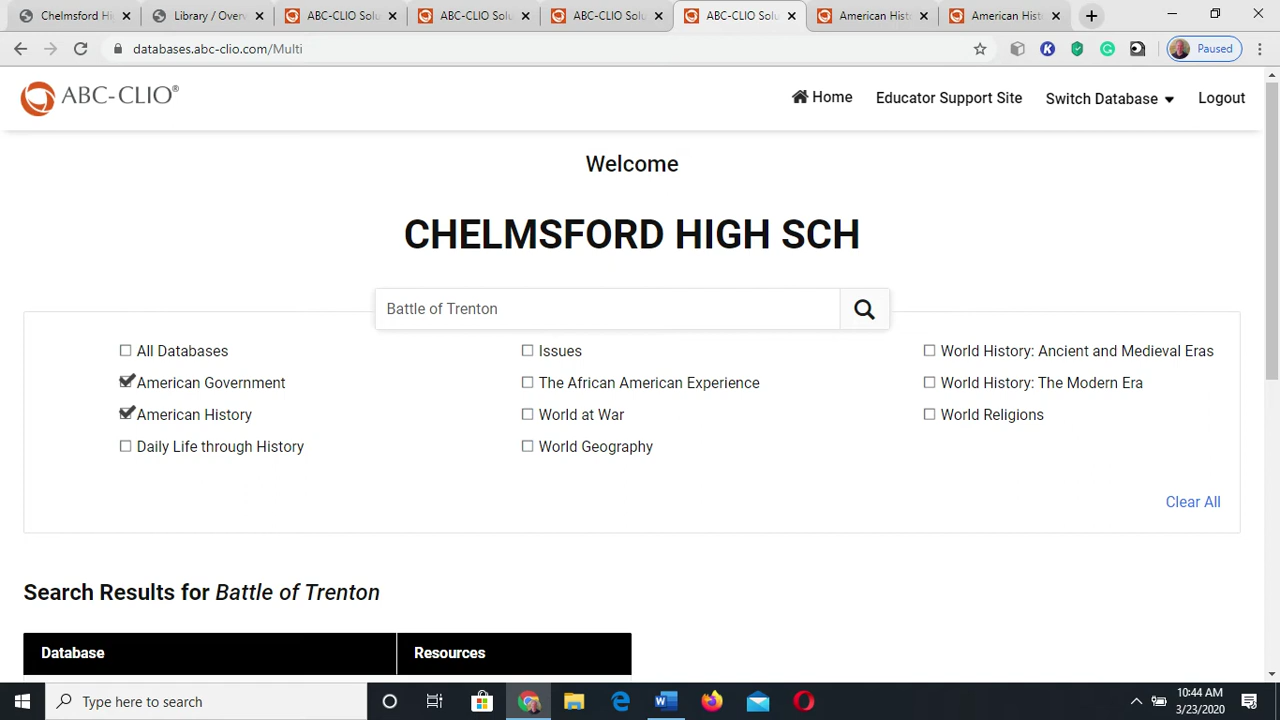 Chelmsford Hi
Library / Overv
ABC-CLIO Solu
ABC-CLIO Solu
ABC-CLIO Solu
ABC-CLIO Solu
American Hist
American Hist
databases.abc-clio.com/Multi
Paused
ABC-CLIO®
Home
Educator Support Site
Switch Database
Logout
Welcome
CHELMSFORD HIGH SCH
Battle of Trenton
All Databases
American Government
American History
Daily Life through History
Issues
The African American Experience
World at War
World Geography
World History: Ancient and Medieval Eras
World History: The Modern Era
World Religions
Clear All
Search Results for Battle of Trenton
Database
Resources
Type here to search
10:44 AM
3/23/2020